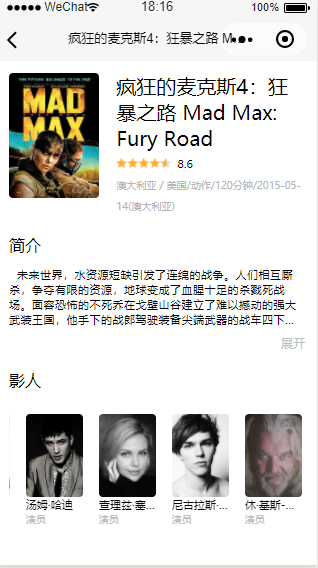 WeChat
18:16
100%
疯狂的麦克斯4：狂暴之路 M
THE FUTURE BELONGS TO THE MAD
MAD
MAX
疯狂的麦克斯4：狂
暴之路 Mad Max:
Fury Road
8.6
澳大利亚 / 美国/动作/120分钟/2015-05-
14(澳大利亚)
简介
未来世界，水资源短缺引发了连绵的战争。人们相互厮
杀，争夺有限的资源，地球变成了血腥十足的杀戮死战
场。面容恐怖的不死乔在戈壁山谷建立了难以撼动的强大
武装王国，他手下的战郎驾驶装备尖端武器的战车四下...
展开
影人
汤姆·哈迪
演员
查理兹·塞...
演员
尼古拉斯·...
演员
休·基斯-...
演员